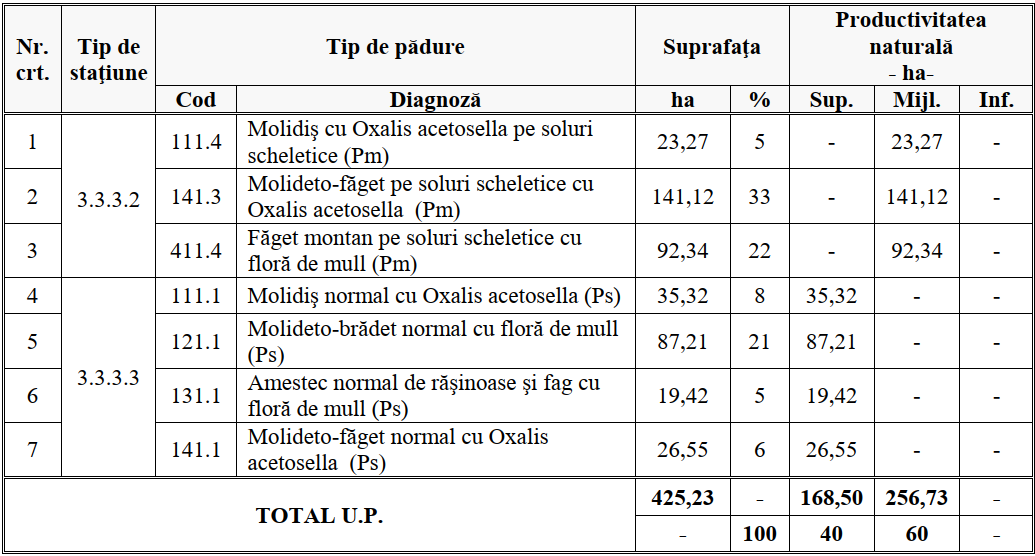 Nr. crt. | Tip de staţiune | Tip de pădure | Suprafaţa | Productivitatea naturală - ha-
Cod | Diagnoză | ha | % | Sup. | Mijl. | Inf.
1 | 3.3.3.2 | 111.4 | Molidiş cu Oxalis acetosella pe soluri scheletice (Pm) | 23,27 | 5 | - | 23,27 | -
2 | 141.3 | Molideto-făget pe soluri scheletice cu Oxalis acetosella (Pm) | 141,12 | 33 | - | 141,12 | -
3 | 411.4 | Făget montan pe soluri scheletice cu floră de mull (Pm) | 92,34 | 22 | - | 92,34 | -
4 | 3.3.3.3 | 111.1 | Molidiş normal cu Oxalis acetosella (Ps) | 35,32 | 8 | 35,32 | - | -
5 | 121.1 | Molideto-brădet normal cu floră de mull (Ps) | 87,21 | 21 | 87,21 | - | -
6 | 131.1 | Amestec normal de răşinoase şi fag cu floră de mull (Ps) | 19,42 | 5 | 19,42 | - | -
7 | 141.1 | Molideto-făget normal cu Oxalis acetosella (Ps) | 26,55 | 6 | 26,55 | - | -
TOTAL U.P. | 425,23 | - | 168,50 | 256,73 | -
- | 100 | 40 | 60 | -